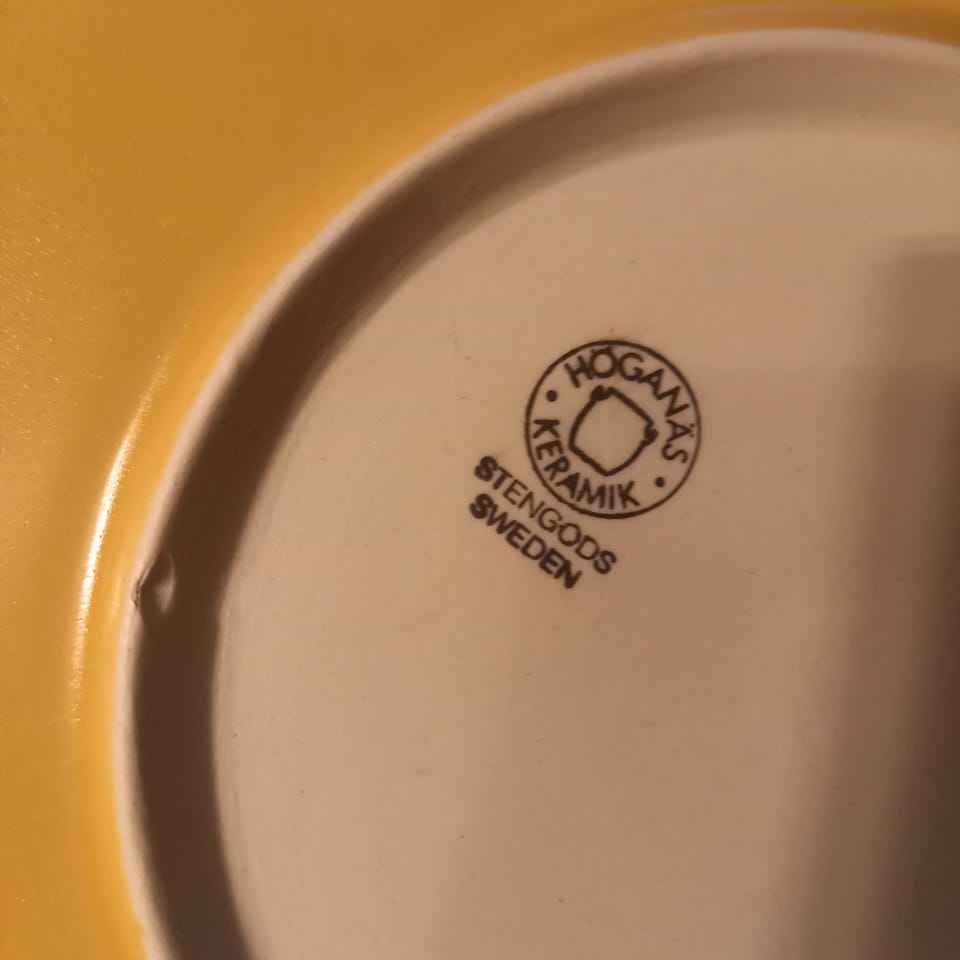 HÖGANÄS
KERAMIK
STENGODS
SWEDEN